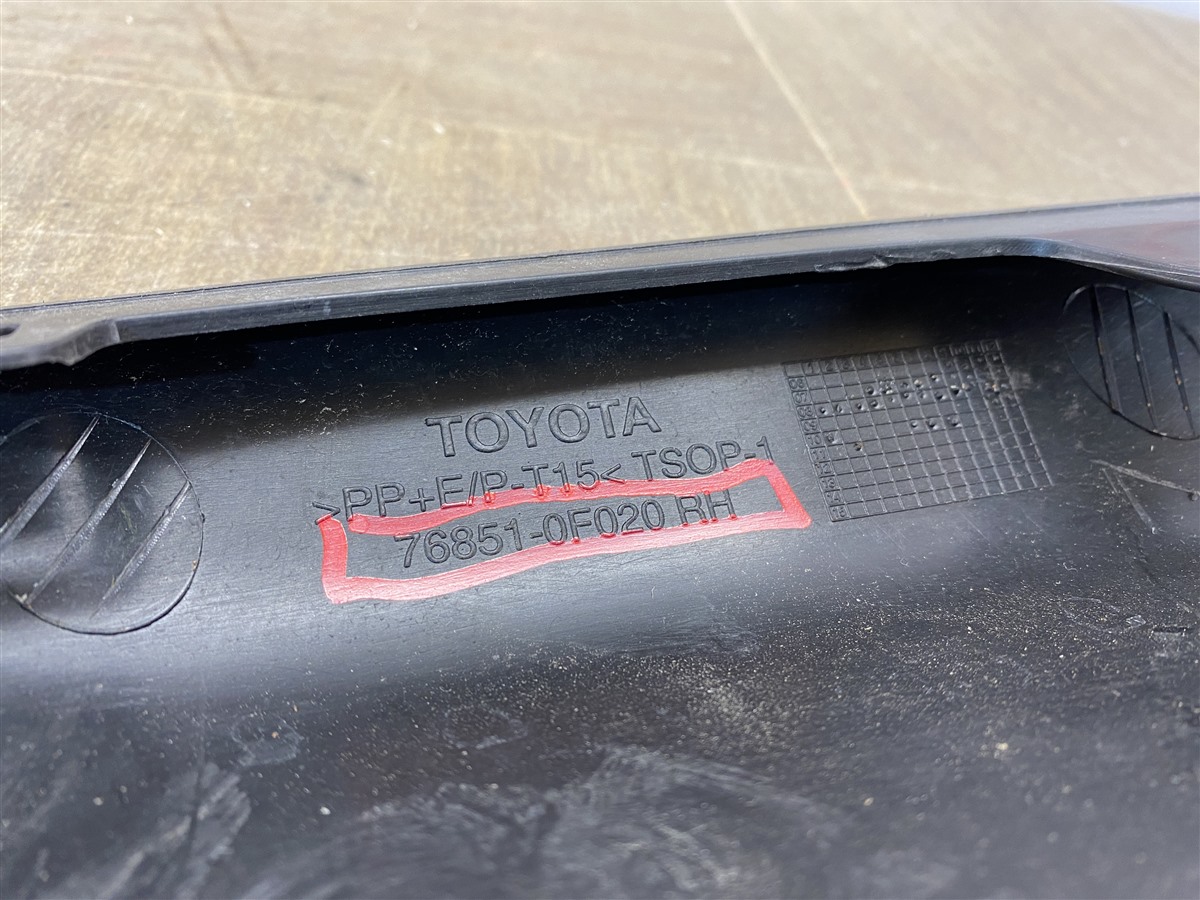 TOYOTA
>PP+E/P-T15< TSOP-1
76851-0F020 RH